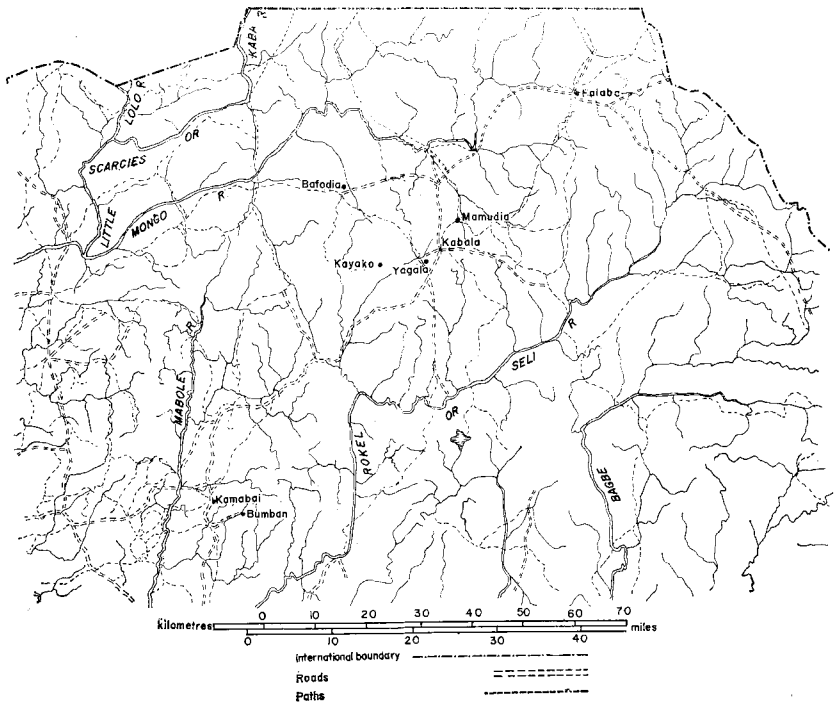 KABA R
LOLO R
Falaba
SCARCIES OR
LITTLE
MONGO R
Bafodia
Mamudia
Kabala
Kayako
Yagala
MABOLE R
SELI R
OR
ROKEL
BAGBE
Kamabai
Bumban
0 10 20 30 40 50 60 70
kilometres miles
0 10 20 30 40
International boundary
Roads
Paths